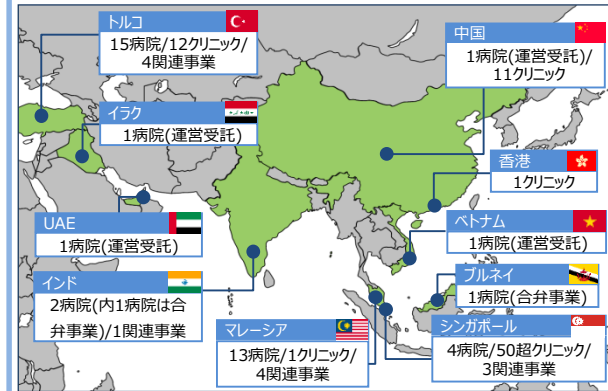 トルコ
15病院/12クリニック/
4関連事業
中国
1病院(運営受託)/
11クリニック
イラク
1病院(運営受託)
香港
1クリニック
UAE
1病院(運営受託)
ベトナム
1病院(運営受託)
インド
2病院(内1病院は合
弁事業)/1関連事業
ブルネイ
1病院(合弁事業)
マレーシア
13病院/1クリニック/
4関連事業
シンガポール
4病院/50超クリニック/
3関連事業